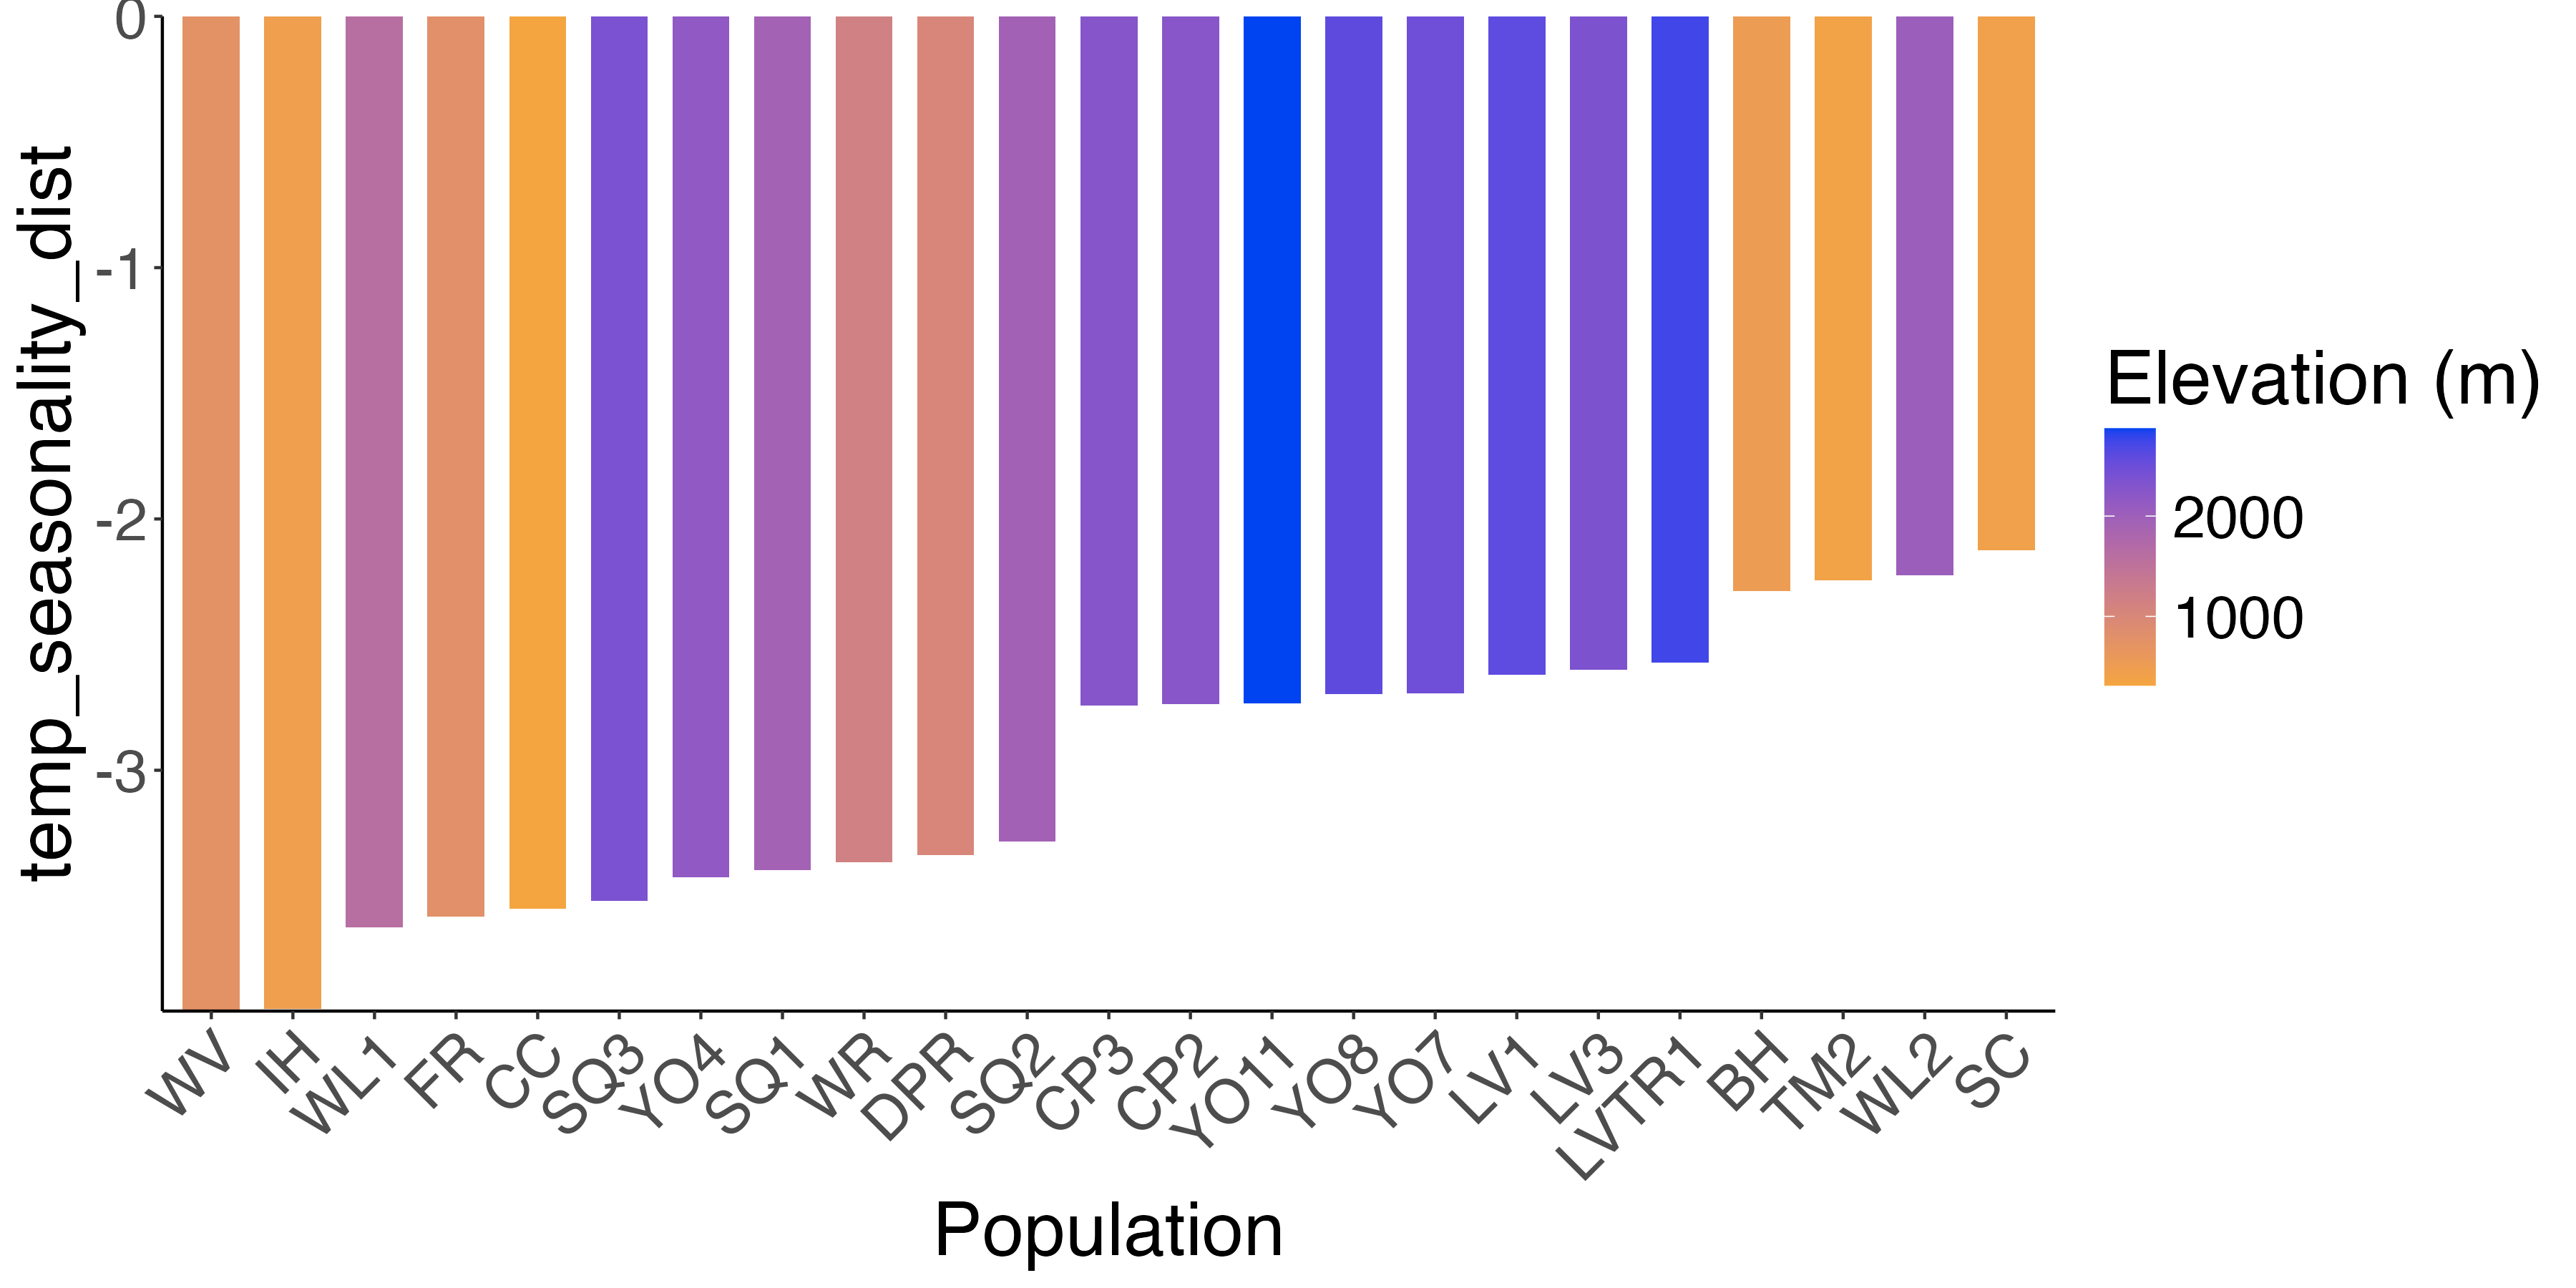 temp_seasonality_dist
0
-1
-2
-3
WV
IH
WL1
FR
CC
SQ3
YO4
SQ1
WR
DPR
SQ2
CP3
CP2
YO11
YO8
YO7
LV1
LV3
LVTR1
BH
TM2
WL2
SC
Population
Elevation (m)
2000
1000